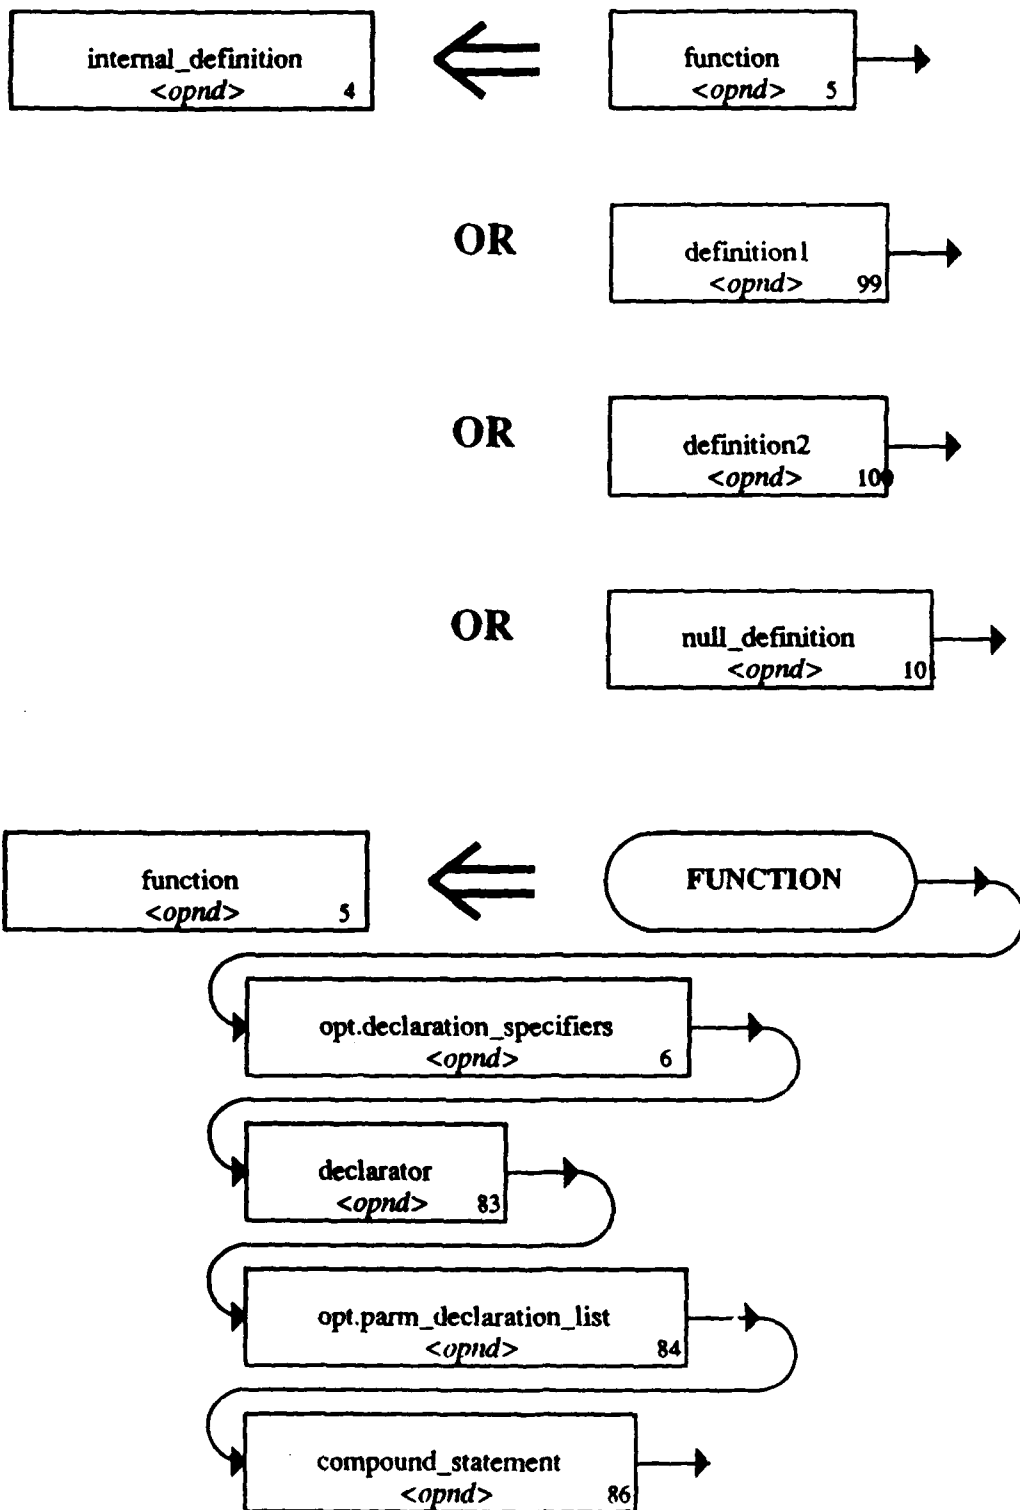 internal_definition
<opnd> 4
function
<opnd> 5
OR
definition1
<opnd> 99
OR
definition2
<opnd> 10
OR
null_definition
<opnd> 10
function
<opnd> 5
FUNCTION
opt.declaration_specifiers
<opnd> 6
declarator
<opnd> 83
opt.parm_declaration_list
<opnd> 84
compound_statement
<opnd> 86